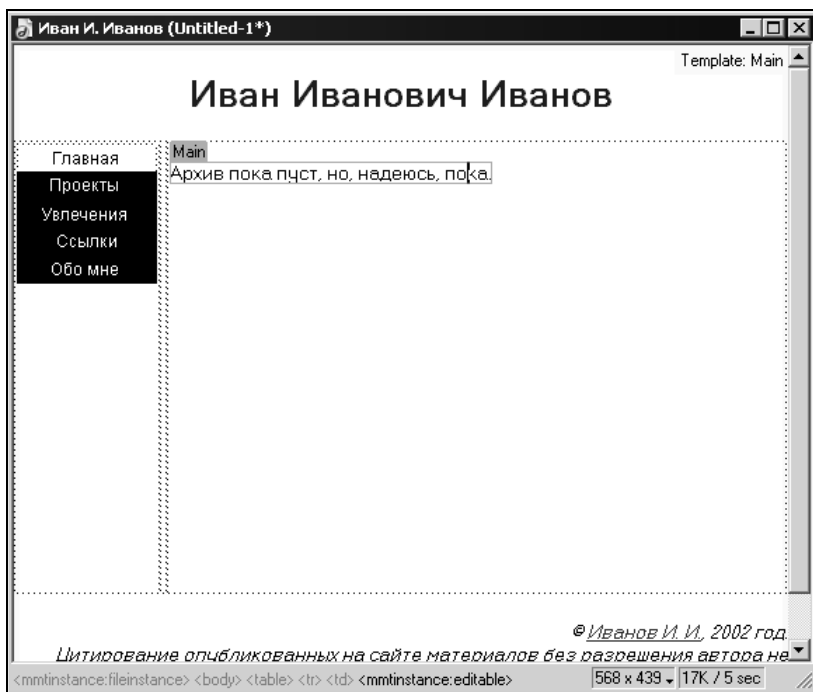 Иван И. Иванов (Untitled-1*)
Template: Main
Иван Иванович Иванов
Главная
Проекты
Увлечения
Ссылки
Обо мне
Main
Архив пока пуст, но, надеюсь, пока.
© Иванов И. И., 2002 год.
Цитирование опубликованных на сайте материалов без разрешения автора не
<mmtinstance:fileinstance> <body> <table> <tr> <td> <mmtinstance:editable>
568 x 439
17K / 5 sec